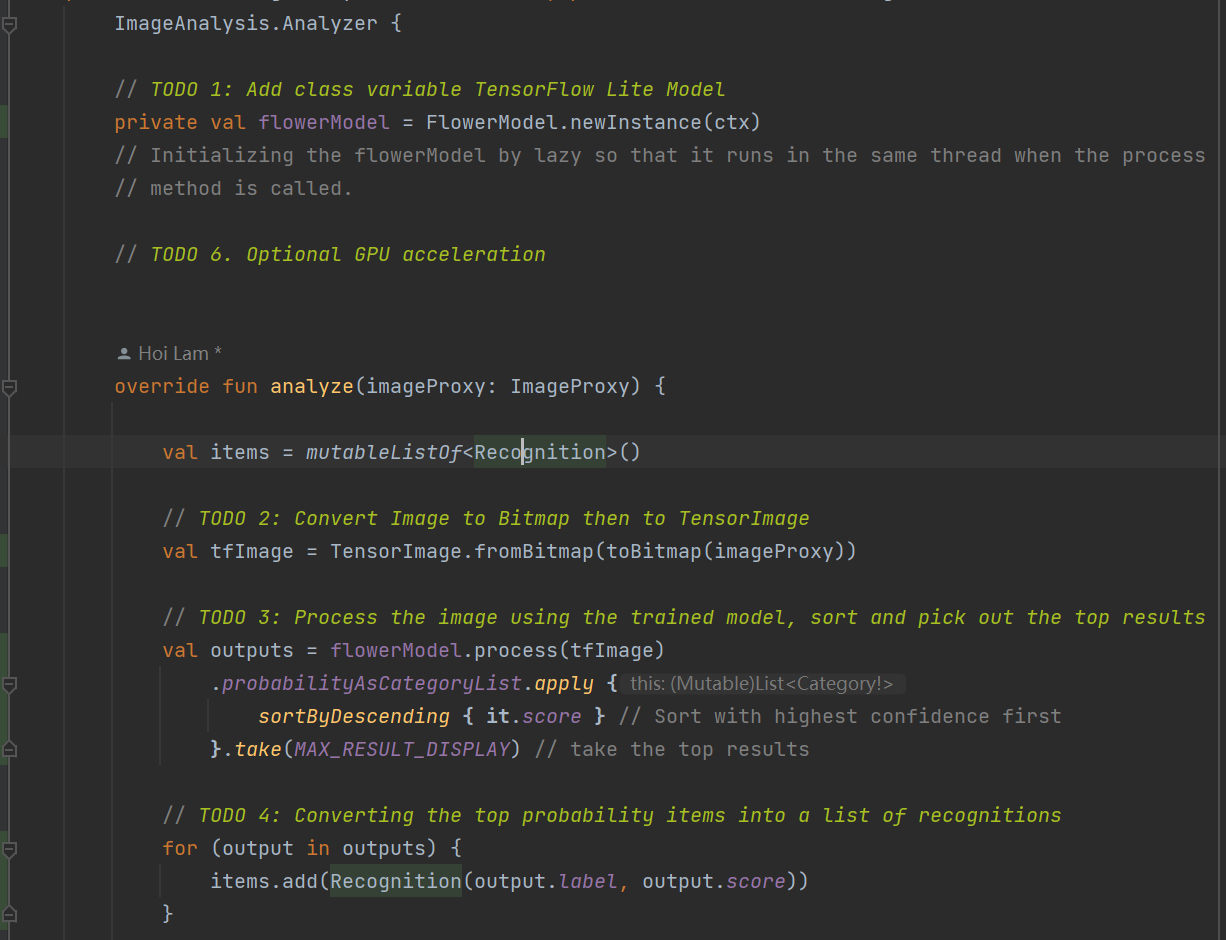 ImageAnalysis.Analyzer {
// TODO 1: Add class variable TensorFlow Lite Model
private val flowerModel = FlowerModel.newInstance(ctx)
// Initializing the flowerModel by lazy so that it runs in the same thread when the process
// method is called.
// TODO 6. Optional GPU acceleration
Hoi Lam *
override fun analyze(imageProxy: ImageProxy) {
val items = mutableListOf<Recognition>()
// TODO 2: Convert Image to Bitmap then to TensorImage
val tfImage = TensorImage.fromBitmap(toBitmap(imageProxy))
// TODO 3: Process the image using the trained model, sort and pick out the top results
val outputs = flowerModel.process(tfImage)
.probabilityAsCategoryList.apply { this: (Mutable)List<Category!>
sortByDescending { it.score } // Sort with highest confidence first
}.take(MAX_RESULT_DISPLAY) // take the top results
// TODO 4: Converting the top probability items into a list of recognitions
for (output in outputs) {
items.add(Recognition(output.label, output.score))
}